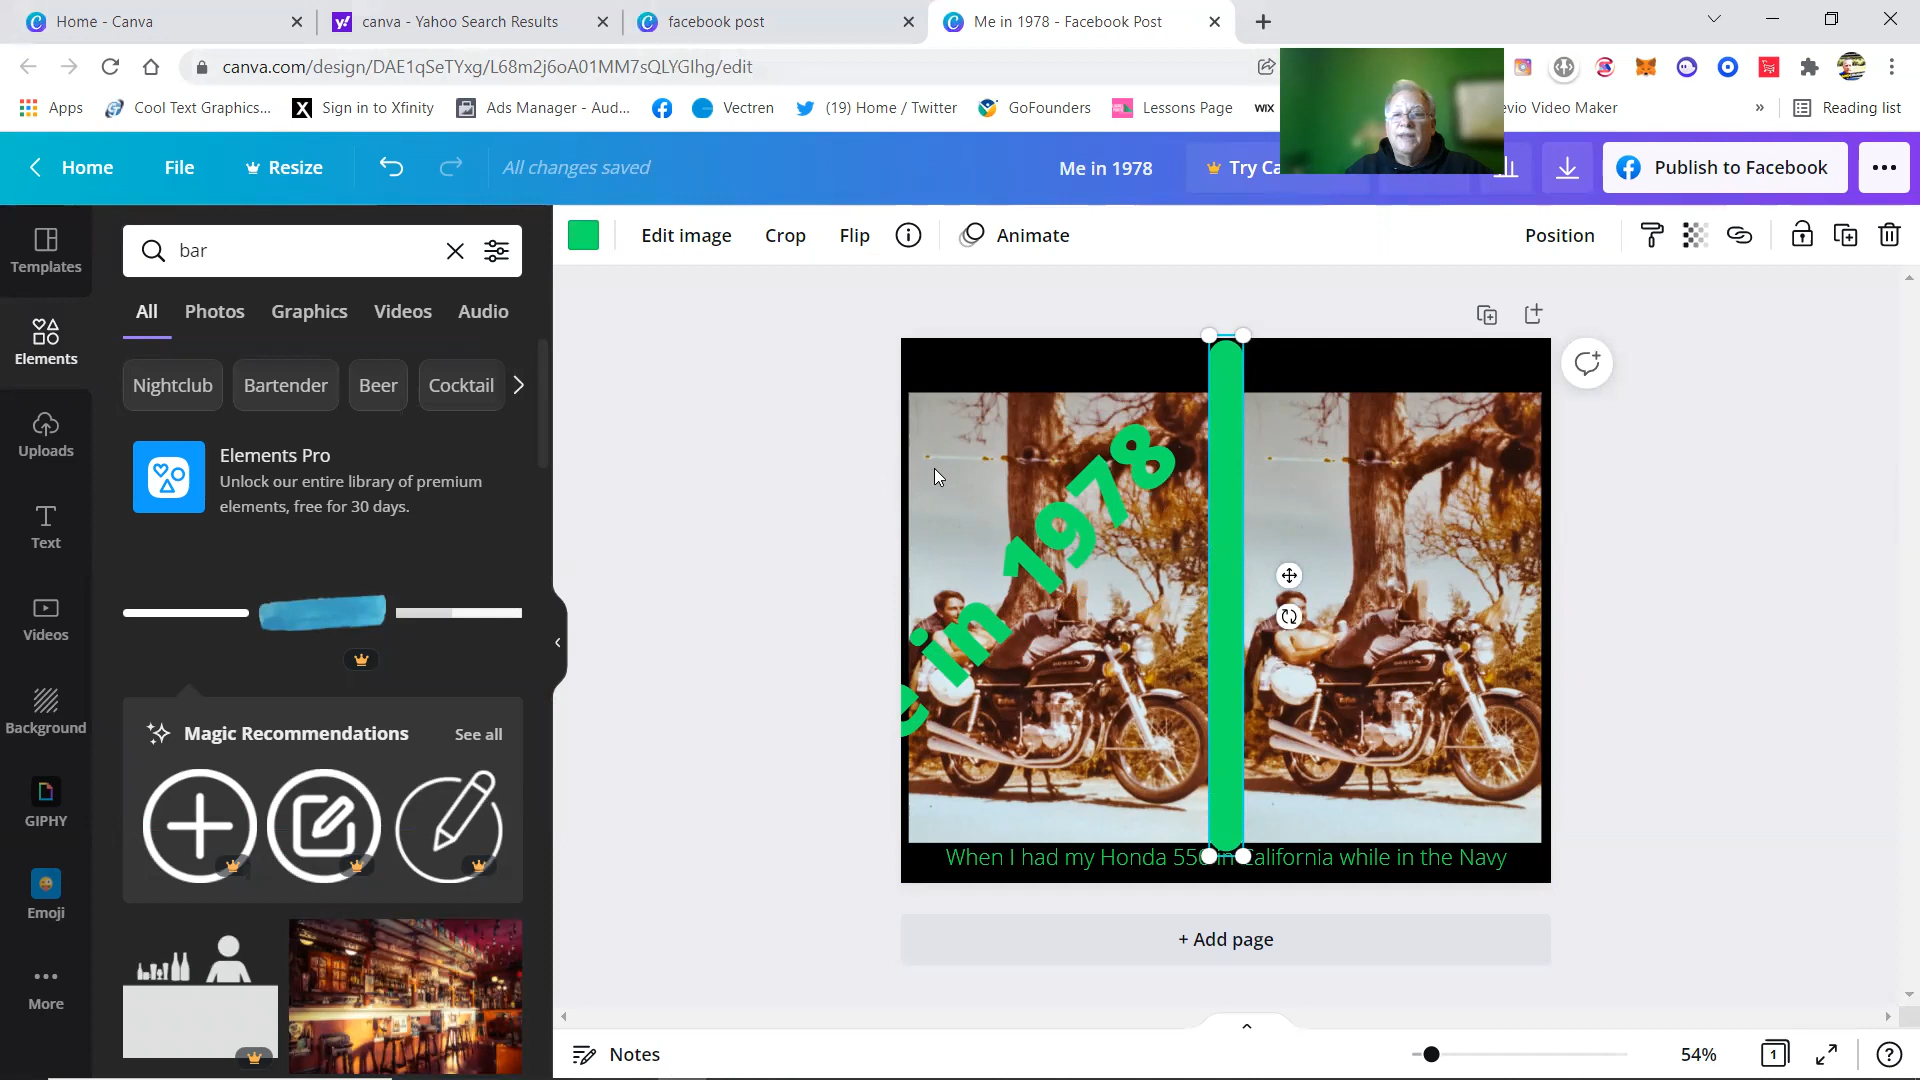 Home - Canva
canva - Yahoo Search Results
facebook post
Me in 1978 - Facebook Post
canva.com/design/DAE1qSeTYxg/L68m2j6oA01MM7sQLYGlhg/edit
Apps
Cool Text Graphics...
Sign in to Xfinity
Ads Manager - Aud...
Vectren
(19) Home / Twitter
GoFounders
Lessons Page
WIX
evio Video Maker
»
Reading list
Home
File
Resize
All changes saved
Me in 1978
Try Ca
Publish to Facebook
Templates
Elements
Uploads
Text
Videos
Background
GIPHY
Emoji
More
bar
All
Photos
Graphics
Videos
Audio
Nightclub
Bartender
Beer
Cocktail
Elements Pro
Unlock our entire library of premium
elements, free for 30 days.
Magic Recommendations
See all
Edit image
Crop
Flip
Animate
Position
e in 1978
When I had my Honda 550 in California while in the Navy
+ Add page
Notes
54%
1